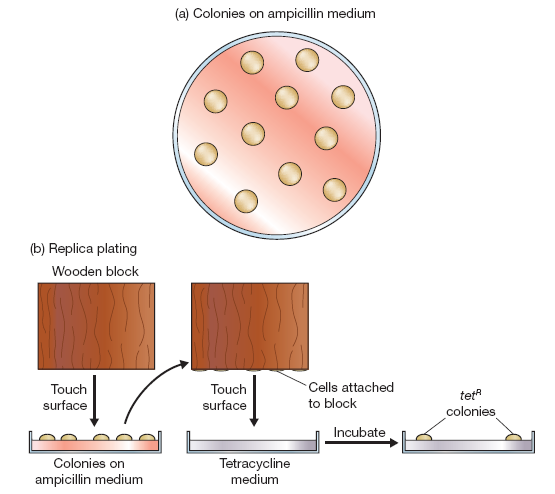 (a) Colonies on ampicillin medium
(b) Replica plating
Wooden block
Touch
surface
Touch
surface
Cells attached
to block
Incubate
tetᴿ
colonies
Colonies on
ampicillin medium
Tetracycline
medium